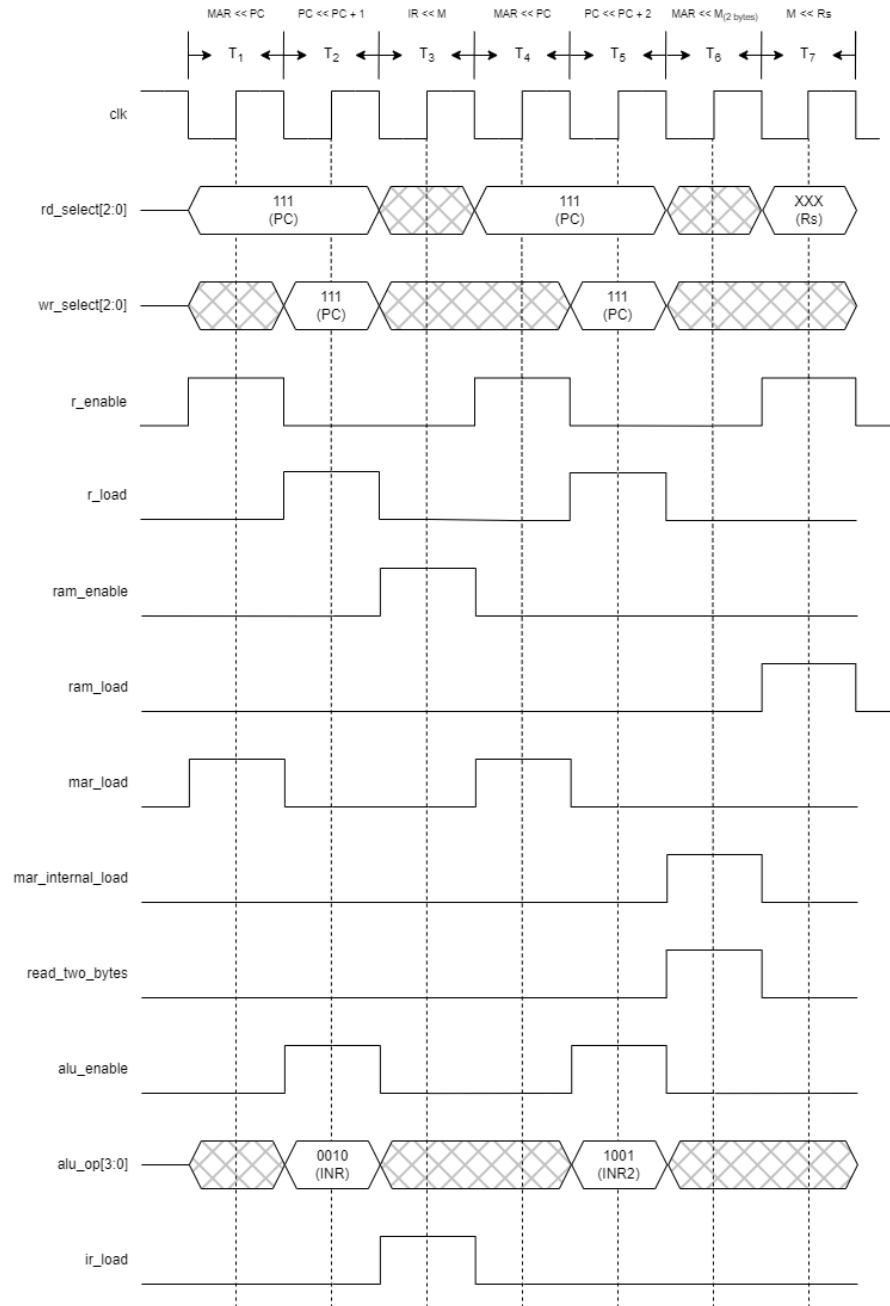 MAR << PC PC << PC + 1 IR << M MAR << PC PC << PC + 2 MAR << M(2 bytes) M << Rs
T1 T2 T3 T4 T5 T6 T7
clk
rd_select[2:0]
111
(PC)
111
(PC)
XXX
(Rs)
wr_select[2:0]
111
(PC)
111
(PC)
r_enable
r_load
ram_enable
ram_load
mar_load
mar_internal_load
read_two_bytes
alu_enable
alu_op[3:0]
0010
(INR)
1001
(INR2)
ir_load